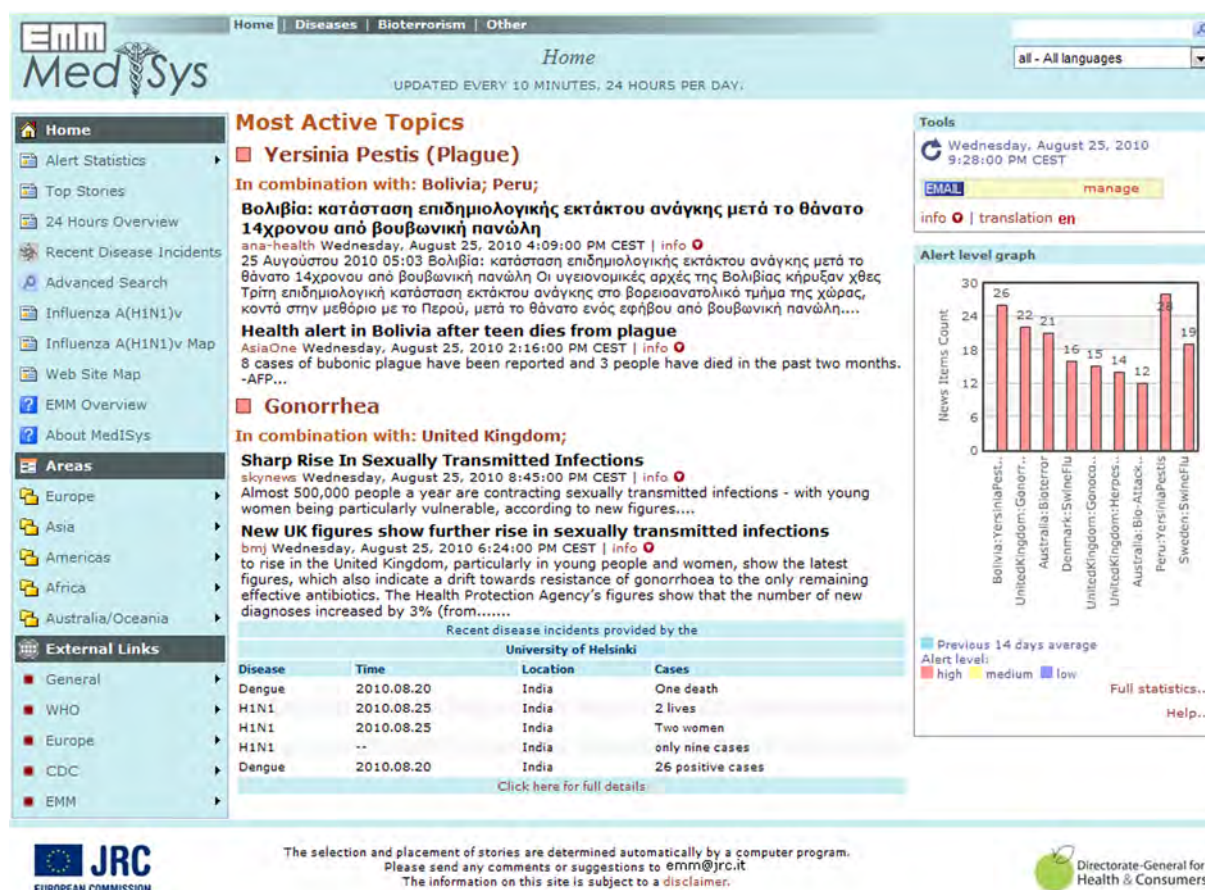 Emm
MedISys
Home | Diseases | Bioterrorism | Other
Home
UPDATED EVERY 10 MINUTES, 24 HOURS PER DAY.
all - All languages
Home
Alert Statistics
Top Stories
24 Hours Overview
Recent Disease Incidents
Advanced Search
Influenza A(H1N1)v
Influenza A(H1N1)v Map
Web Site Map
EMM Overview
About MedISys
Areas
Europe
Asia
Americas
Africa
Australia/Oceania
External Links
General
WHO
Europe
CDC
EMM
Most Active Topics
Yersinia Pestis (Plague)
In combination with: Bolivia; Peru;
Βολιβία: κατάσταση επιδημιολογικής εκτάκτου ανάγκης μετά το θάνατο
14χρονου από βουβωνική πανώλη
ana-health Wednesday, August 25, 2010 4:09:00 PM CEST | info
25 Αυγούστου 2010 05:03 Βολιβία: κατάσταση επιδημιολογικής εκτάκτου ανάγκης μετά το
θάνατο 14χρονου από βουβωνική πανώλη Οι υγειονομικές αρχές της Βολιβίας κήρυξαν χθες
Τρίτη επιδημιολογική κατάσταση εκτάκτου ανάγκης στο βορειοανατολικό τμήμα της χώρας,
κοντά στην μεθόριο με το Περού, μετά το θάνατο ενός εφήβου από βουβωνική πανώλη....
Health alert in Bolivia after teen dies from plague
AsiaOne Wednesday, August 25, 2010 2:16:00 PM CEST | info
8 cases of bubonic plague have been reported and 3 people have died in the past two months.
-AFP...
Gonorrhea
In combination with: United Kingdom;
Sharp Rise In Sexually Transmitted Infections
skynews Wednesday, August 25, 2010 8:45:00 PM CEST | info
Almost 500,000 people a year are contracting sexually transmitted infections - with young
women being particularly vulnerable, according to new figures....
New UK figures show further rise in sexually transmitted infections
bmj Wednesday, August 25, 2010 6:24:00 PM CEST | info
to rise in the United Kingdom, particularly in young people and women, show the latest
figures, which also indicate a drift towards resistance of gonorrhoea to the only remaining
effective antibiotics. The Health Protection Agency's figures show that the number of new
diagnoses increased by 3% (from.......
Recent disease incidents provided by the
University of Helsinki
Disease Time Location Cases
Dengue 2010.08.20 India One death
H1N1 2010.08.25 India 2 lives
H1N1 2010.08.25 India Two women
H1N1 -- India only nine cases
Dengue 2010.08.20 India 26 positive cases
Click here for full details
Tools
Wednesday, August 25, 2010
9:28:00 PM CEST
EMAIL manage
info | translation en
Alert level graph
News Items Count
30
24
18
12
6
0
26
22
21
16
15
14
12
28
19
Bolivia:YersiniaPest..
UnitedKingdom:Gonorr..
Australia:Bioterror
Denmark:SwineFlu
UnitedKingdom:Gonoco..
UnitedKingdom:Herpes..
Australia:Bio-Attack..
Peru:YersiniaPestis
Sweden:SwineFlu
Previous 14 days average
Alert level:
high medium low
Full statistics..
Help..
JRC
EUROPEAN COMMISSION
The selection and placement of stories are determined automatically by a computer program.
Please send any comments or suggestions to emm@jrc.it
The information on this site is subject to a disclaimer.
Directorate-General for
Health & Consumers